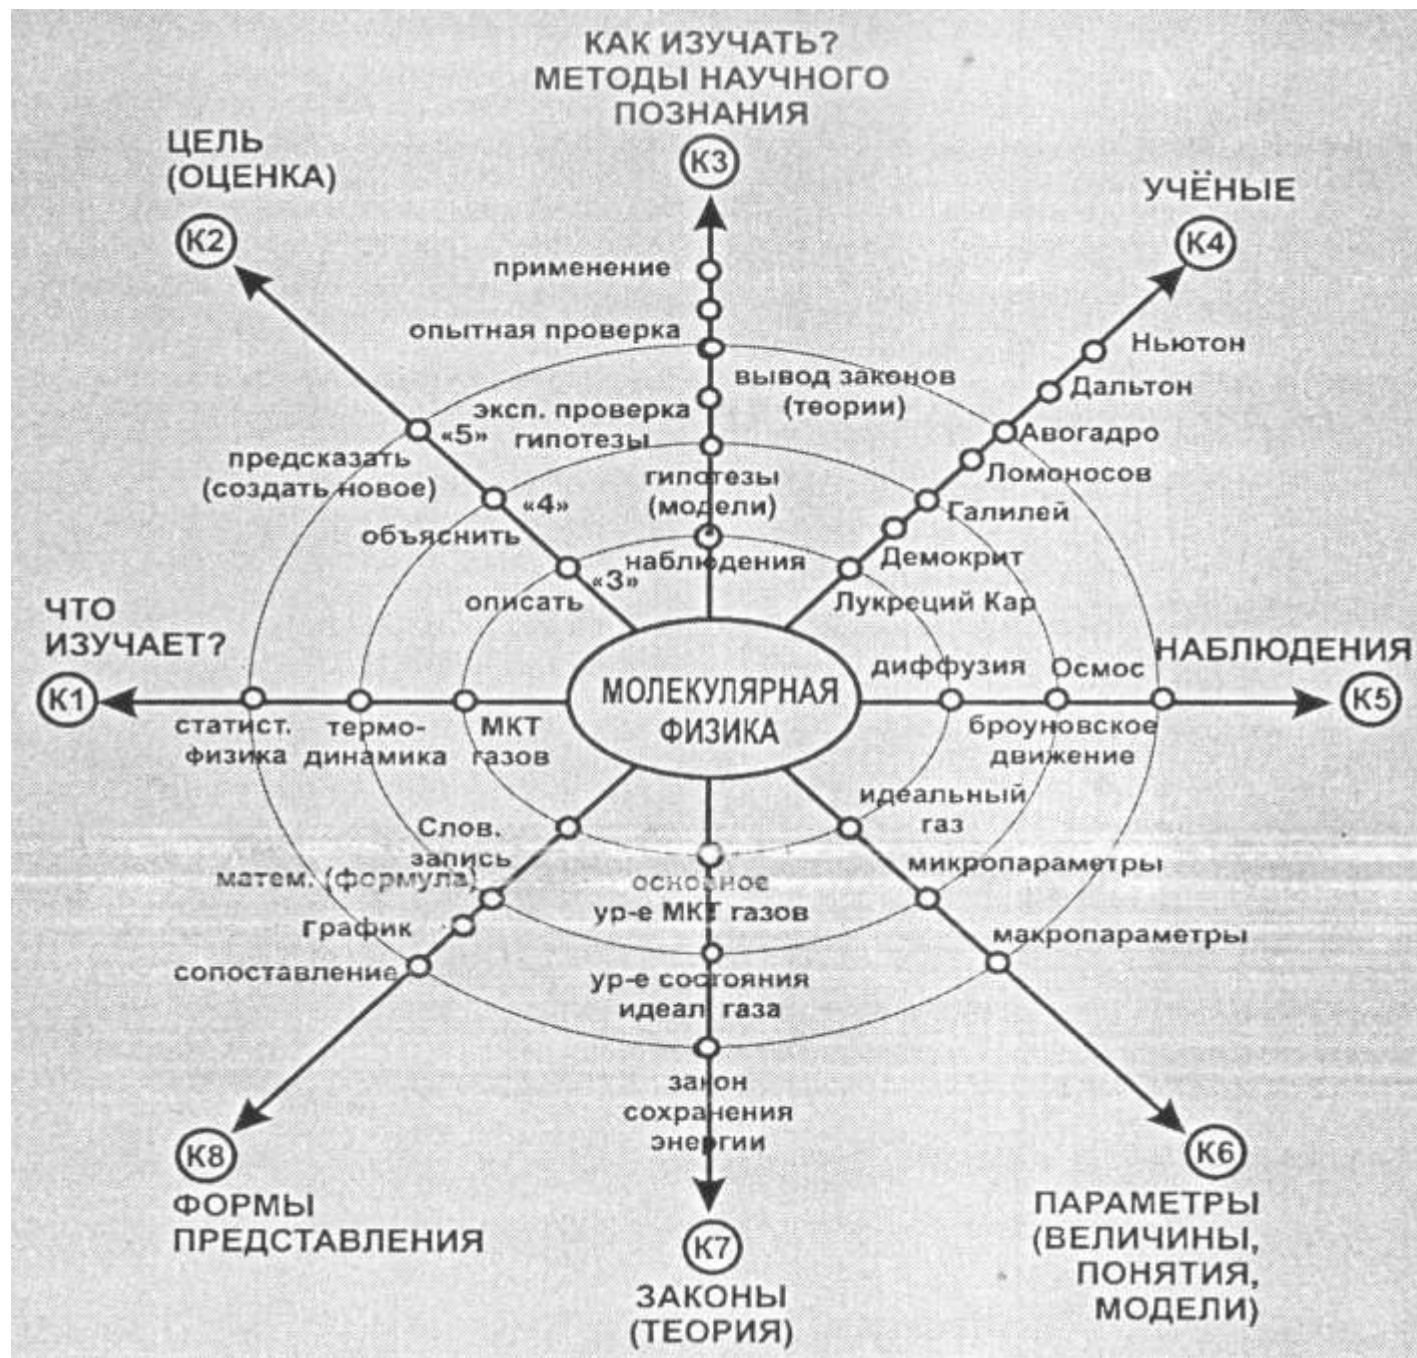 КАК ИЗУЧАТЬ?
МЕТОДЫ НАУЧНОГО
ПОЗНАНИЯ
К3
ЦЕЛЬ
(ОЦЕНКА)
К2
УЧЁНЫЕ
К4
применение
опытная проверка
вывод законов
(теории)
эксп. проверка
гипотезы
гипотезы
(модели)
наблюдения
«5»
предсказать
(создать новое)
«4»
объяснить
«3»
описать
Ньютон
Дальтон
Авогадро
Ломоносов
Галилей
Демокрит
Лукреций Кар
ЧТО
ИЗУЧАЕТ?
К1
статист.
физика
термо-
динамика
МКТ
газов
МОЛЕКУЛЯРНАЯ
ФИЗИКА
НАБЛЮДЕНИЯ
К5
диффузия
Осмос
броуновское
движение
Слов.
запись
матем. (формула)
график
сопоставление
К8
ФОРМЫ
ПРЕДСТАВЛЕНИЯ
основное
ур-е МКТ газов
ур-е состояния
идеал. газа
закон
сохранения
энергии
К7
ЗАКОНЫ
(ТЕОРИЯ)
идеальный
газ
микропараметры
макропараметры
К6
ПАРАМЕТРЫ
(ВЕЛИЧИНЫ,
ПОНЯТИЯ,
МОДЕЛИ)